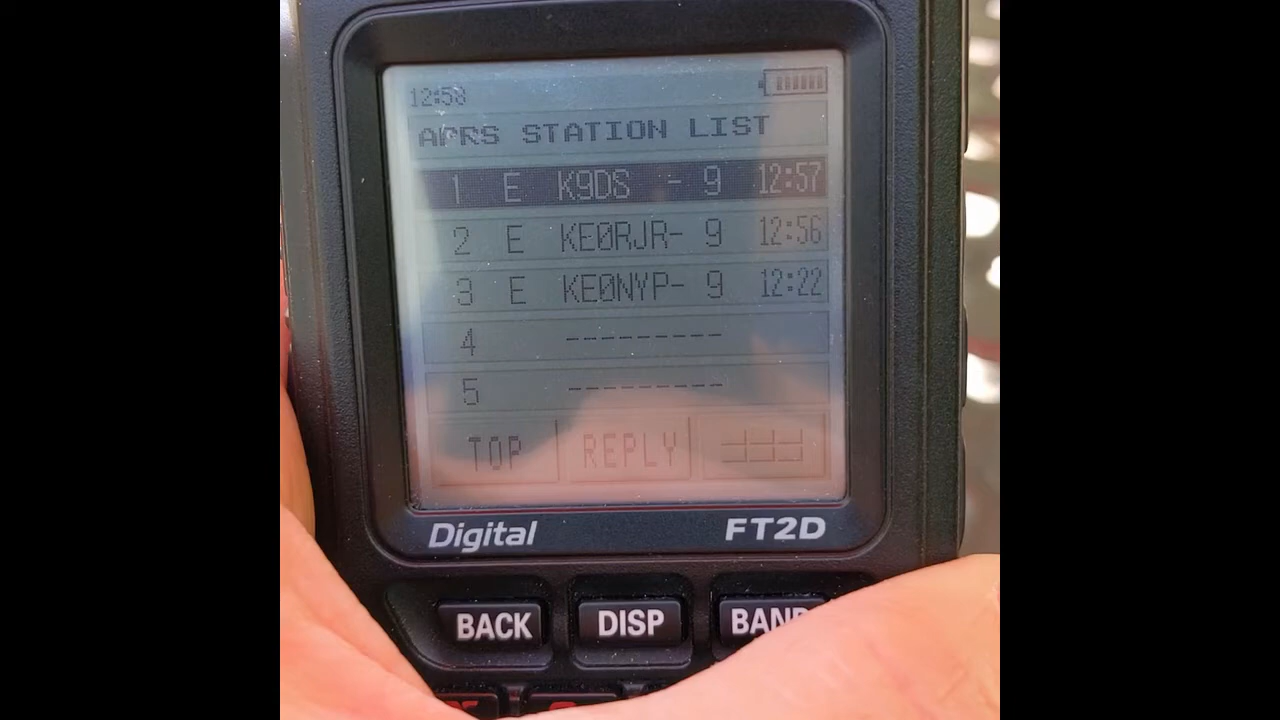 12:58
APRS STATION LIST
1 E K9DS - 9 12:57
2 E KE0RJR- 9 12:56
3 E KE0NYP- 9 12:22
4 ---------
5 ---------
TOP REPLY
Digital FT2D
BACK DISP BAND